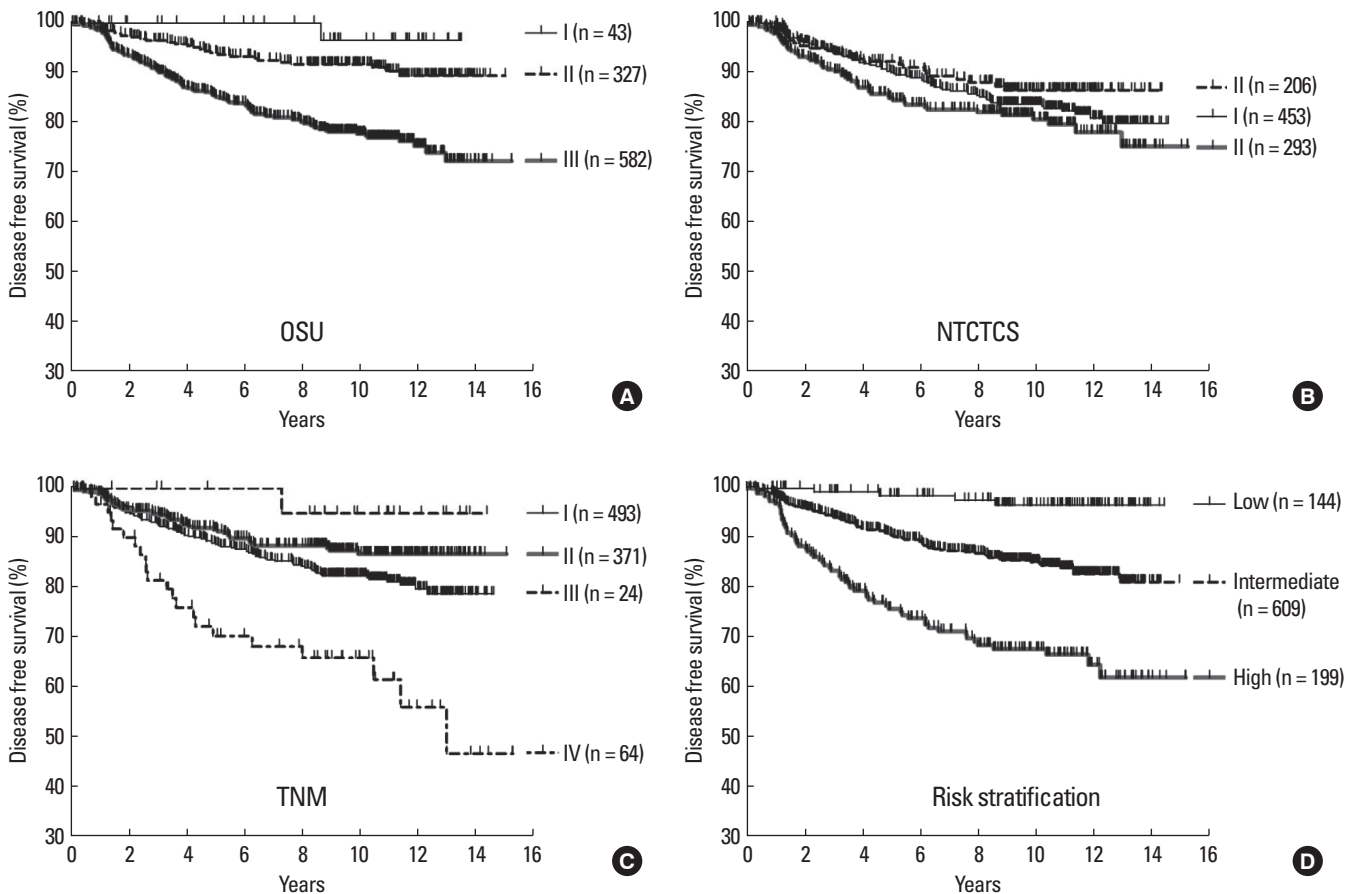 100
90
80
70
60
50
40
30
Disease free survival (%)
I (n = 43)
II (n = 327)
III (n = 582)
OSU
0 2 4 6 8 10 12 14 16
Years
A
100
90
80
70
60
50
40
30
Disease free survival (%)
II (n = 206)
I (n = 453)
II (n = 293)
NTCTCS
0 2 4 6 8 10 12 14 16
Years
B
100
90
80
70
60
50
40
30
Disease free survival (%)
I (n = 493)
II (n = 371)
III (n = 24)
IV (n = 64)
TNM
0 2 4 6 8 10 12 14 16
Years
C
100
90
80
70
60
50
40
30
Disease free survival (%)
Low (n = 144)
Intermediate
(n = 609)
High (n = 199)
Risk stratification
0 2 4 6 8 10 12 14 16
Years
D